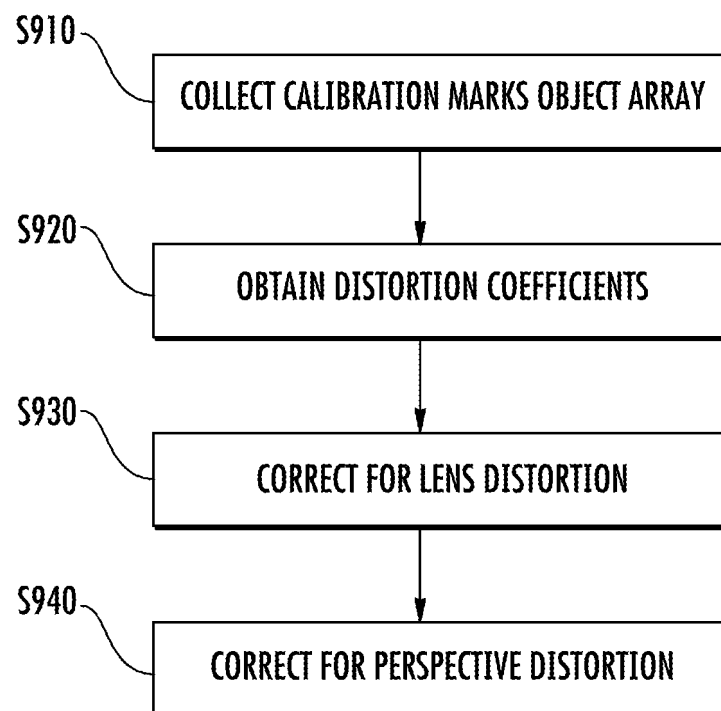 S910
COLLECT CALIBRATION MARKS OBJECT ARRAY
S920
OBTAIN DISTORTION COEFFICIENTS
S930
CORRECT FOR LENS DISTORTION
S940
CORRECT FOR PERSPECTIVE DISTORTION